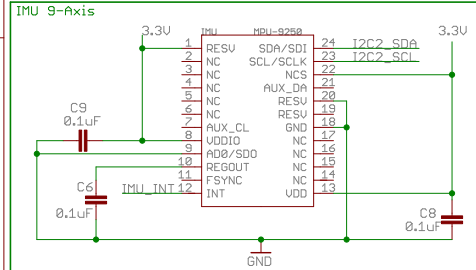 IMU 9-Axis
3.3V
IMU MPU-9250
3.3V
1 RESV SDA/SDI 24 I2C2_SDA
2 NC SCL/SCLK 23 I2C2_SCL
3 NC NCS 22
4 NC AUX_DA 21
5 NC RESV 20
6 NC RESV 19
7 AUX_CL GND 18
8 VDDIO NC 17
9 AD0/SDO NC 16
10 REGOUT NC 15
11 FSYNC NC 14
IMU_INT 12 INT VDD 13
C9
0.1uF
C6
0.1uF
C8
0.1uF
GND